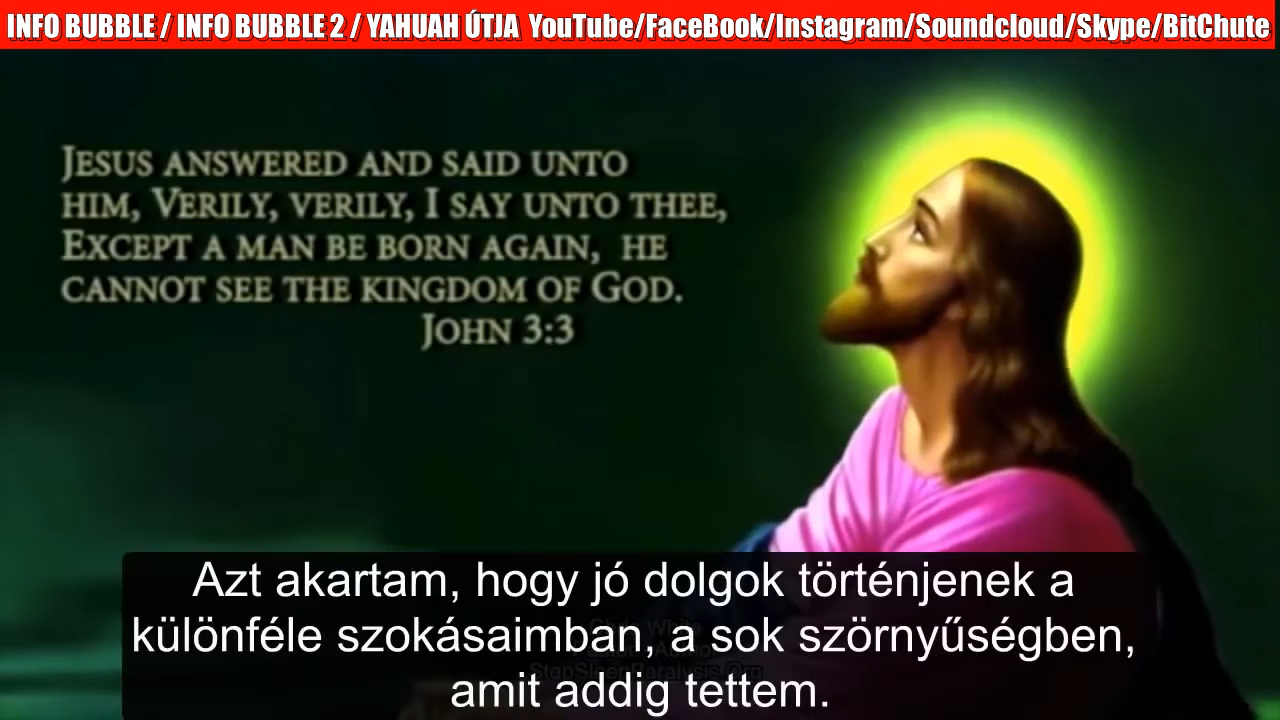 INFO BUBBLE / INFO BUBBLE 2 / YAHUAH ÚTJA YouTube/FaceBook/Instagram/Soundcloud/Skype/BitChute
JESUS ANSWERED AND SAID UNTO
HIM, VERILY, VERILY, I SAY UNTO THEE,
EXCEPT A MAN BE BORN AGAIN, HE
CANNOT SEE THE KINGDOM OF GOD.
JOHN 3:3
Azt akartam, hogy jó dolgok történjenek a
különféle szokásaimban, a sok szörnyűségben,
amit addig tettem.